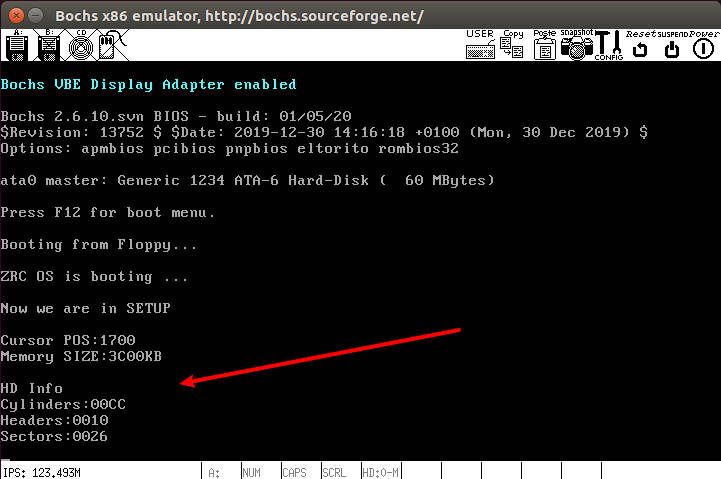 Bochs x86 emulator, http://bochs.sourceforge.net/
A: B: CD USER Copy Paste snapshot CONFIG Reset SUSPEND Power
Bochs VBE Display Adapter enabled
Bochs 2.6.10.svn BIOS - build: 01/05/20
$Revision: 13752 $ $Date: 2019-12-30 14:16:18 +0100 (Mon, 30 Dec 2019) $
Options: apmbios pcibios pnpbios eltorito rombios32
ata0 master: Generic 1234 ATA-6 Hard-Disk (  60 MBytes)
Press F12 for boot menu.
Booting from Floppy...
ZRC OS is booting ...
Now we are in SETUP
Cursor POS:1700
Memory SIZE:3C00KB
HD Info
Cylinders:00CC
Headers:0010
Sectors:0026
IPS: 123.493M A: NUM CAPS SCRL HD:0-M